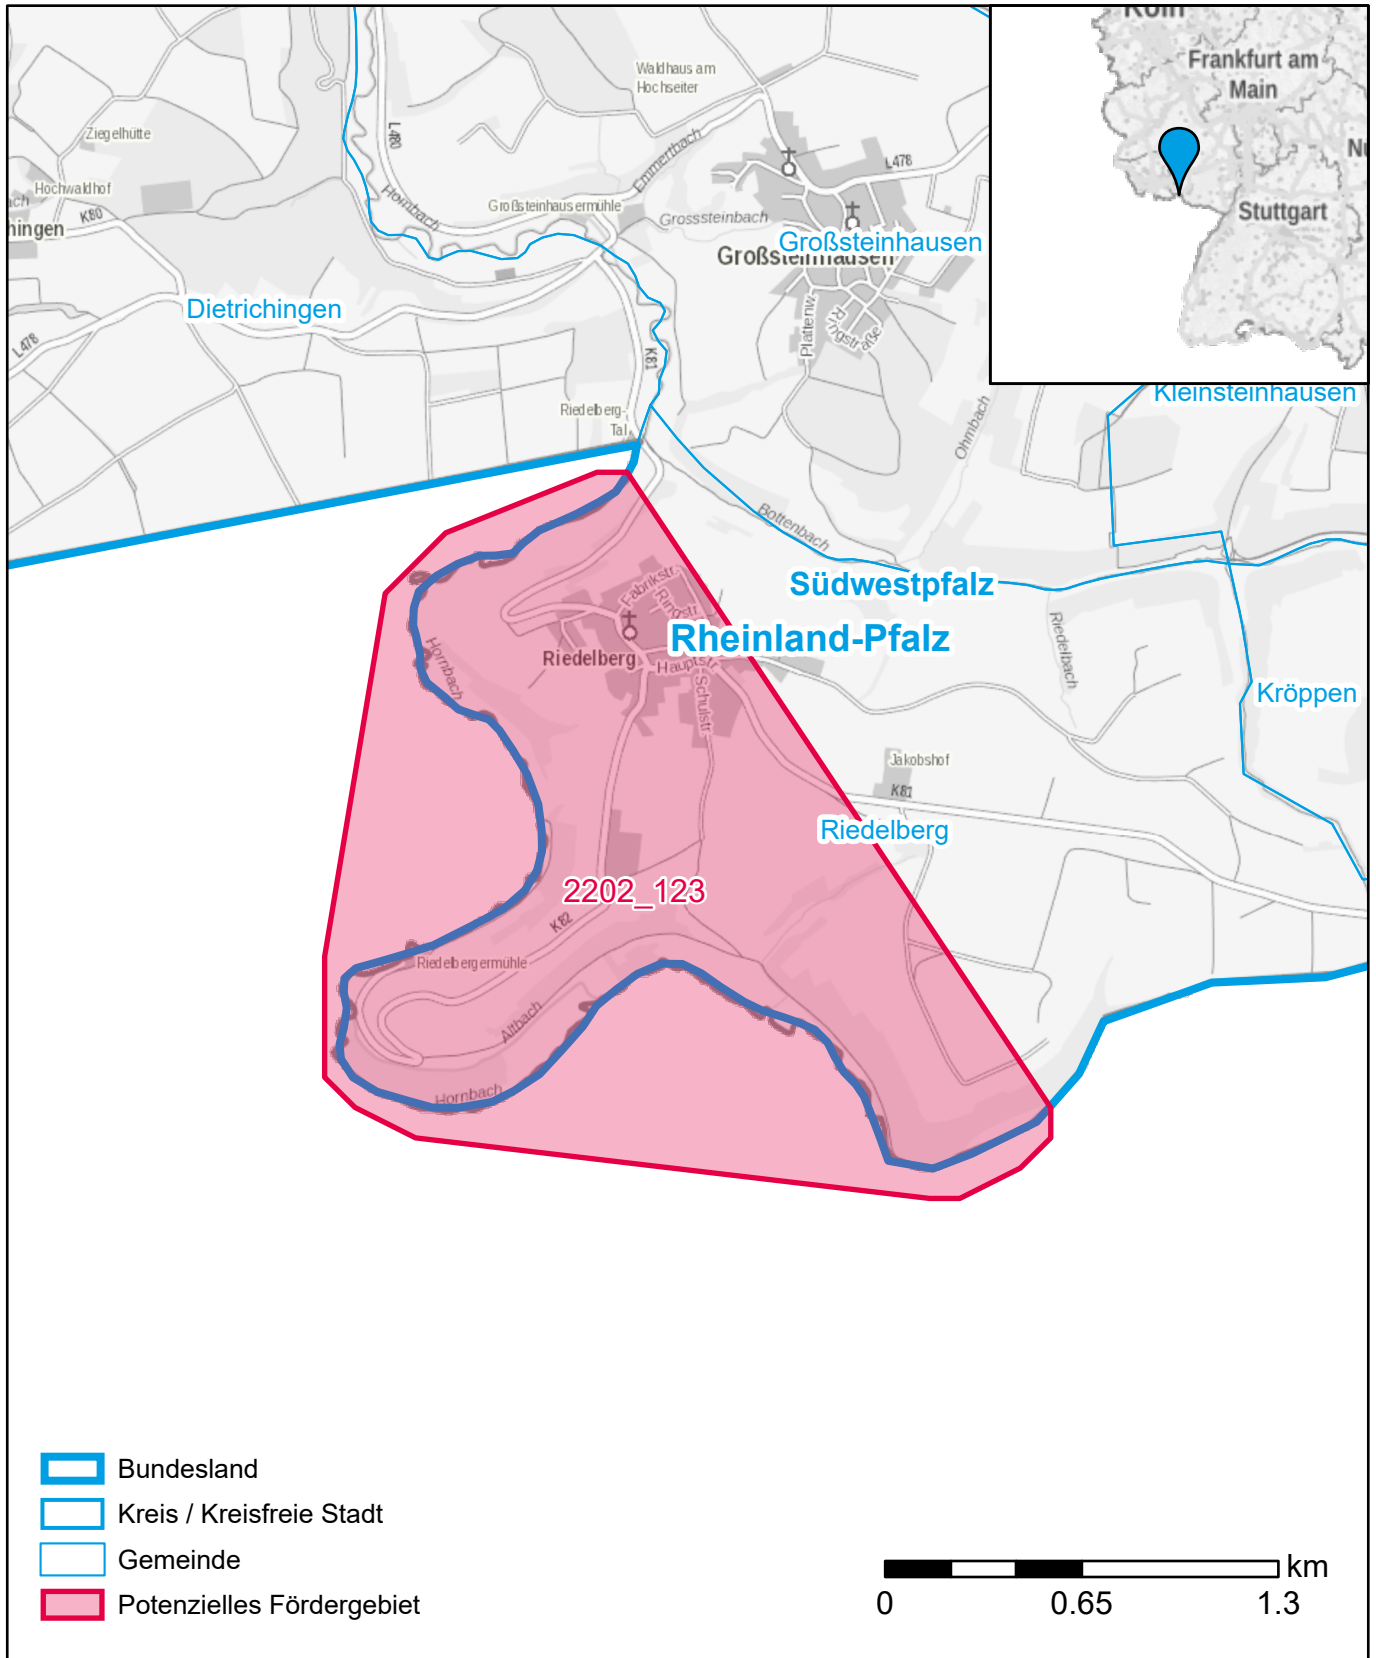 Köln
Frankfurt am
Main
Stuttgart
Waldhaus am
Hochseiter
Ziegelhütte
L480
Hochwaldhof
K80
hingen
Hornbach
Großsteinhausermühle
Emmertbach
Grosssteinbach
L478
Großsteinhausen
Großsteinhausen
Dietrichingen
L478
K81
Plattenw.
Ringstraße
Riedelberg-
Tal
Kleinsteinhausen
Ohmbach
Bottenbach
Südwestpfalz
Fabrikstr.
Ringstr.
Rheinland-Pfalz
Riedelberg
Hauptstr.
Schulstr.
Hornbach
Riedelbach
Kröppen
Jakobshof
K81
Riedelberg
2202_123
K82
Riedelbergermühle
Altbach
Hornbach
Bundesland
Kreis / Kreisfreie Stadt
Gemeinde
Potenzielles Fördergebiet
km
0 0.65 1.3